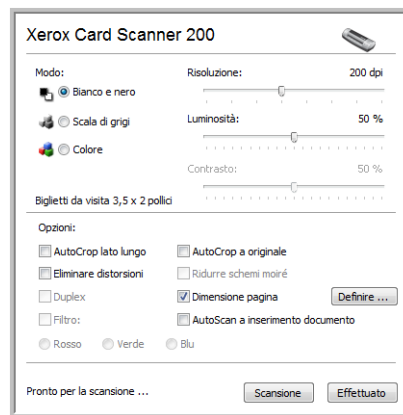 Xerox Card Scanner 200
Modo:
Bianco e nero
Scala di grigi
Colore
Risoluzione: 200 dpi
Luminosità: 50 %
Contrasto: 50 %
Biglietti da visita 3,5 x 2 pollici
Opzioni:
AutoCrop lato lungo AutoCrop a originale
Eliminare distorsioni Ridurre schemi moiré
Duplex Dimensione pagina Definire ...
Filtro: AutoScan a inserimento documento
Rosso Verde Blu
Pronto per la scansione ... Scansione Effettuato